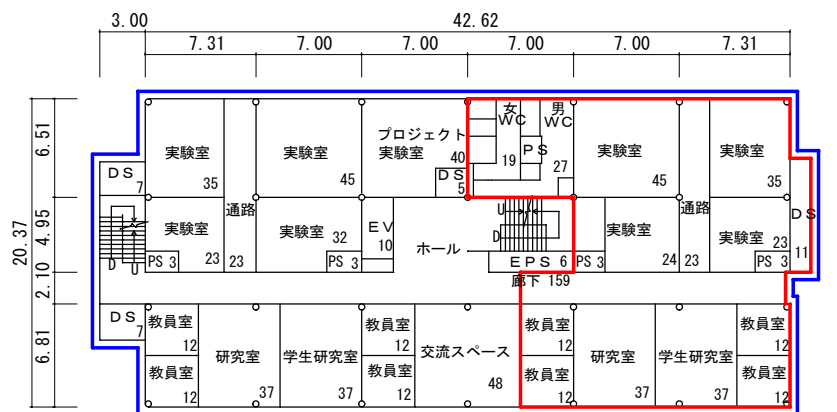 3.00 42.62
7.31 7.00 7.00 7.00 7.00 7.31
20.37
6.51
4.95
2.10
6.81
女
WC
男
WC
実験室
35
実験室
45
プロジェクト
実験室
40
PS
19
27
実験室
45
実験室
35
DS
7
DS
5
通路
23
通路
23
D
U
実験室
23
PS 3
実験室
32
PS 3
EV
10
ホール
U
D
EPS 6
実験室
24
PS 3
実験室
23
PS 3
DS
11
廊下 159
DS
7
教員室
12
教員室
12
研究室
37
学生研究室
37
教員室
12
教員室
12
交流スペース
48
教員室
12
教員室
12
研究室
37
学生研究室
37
教員室
12
教員室
12